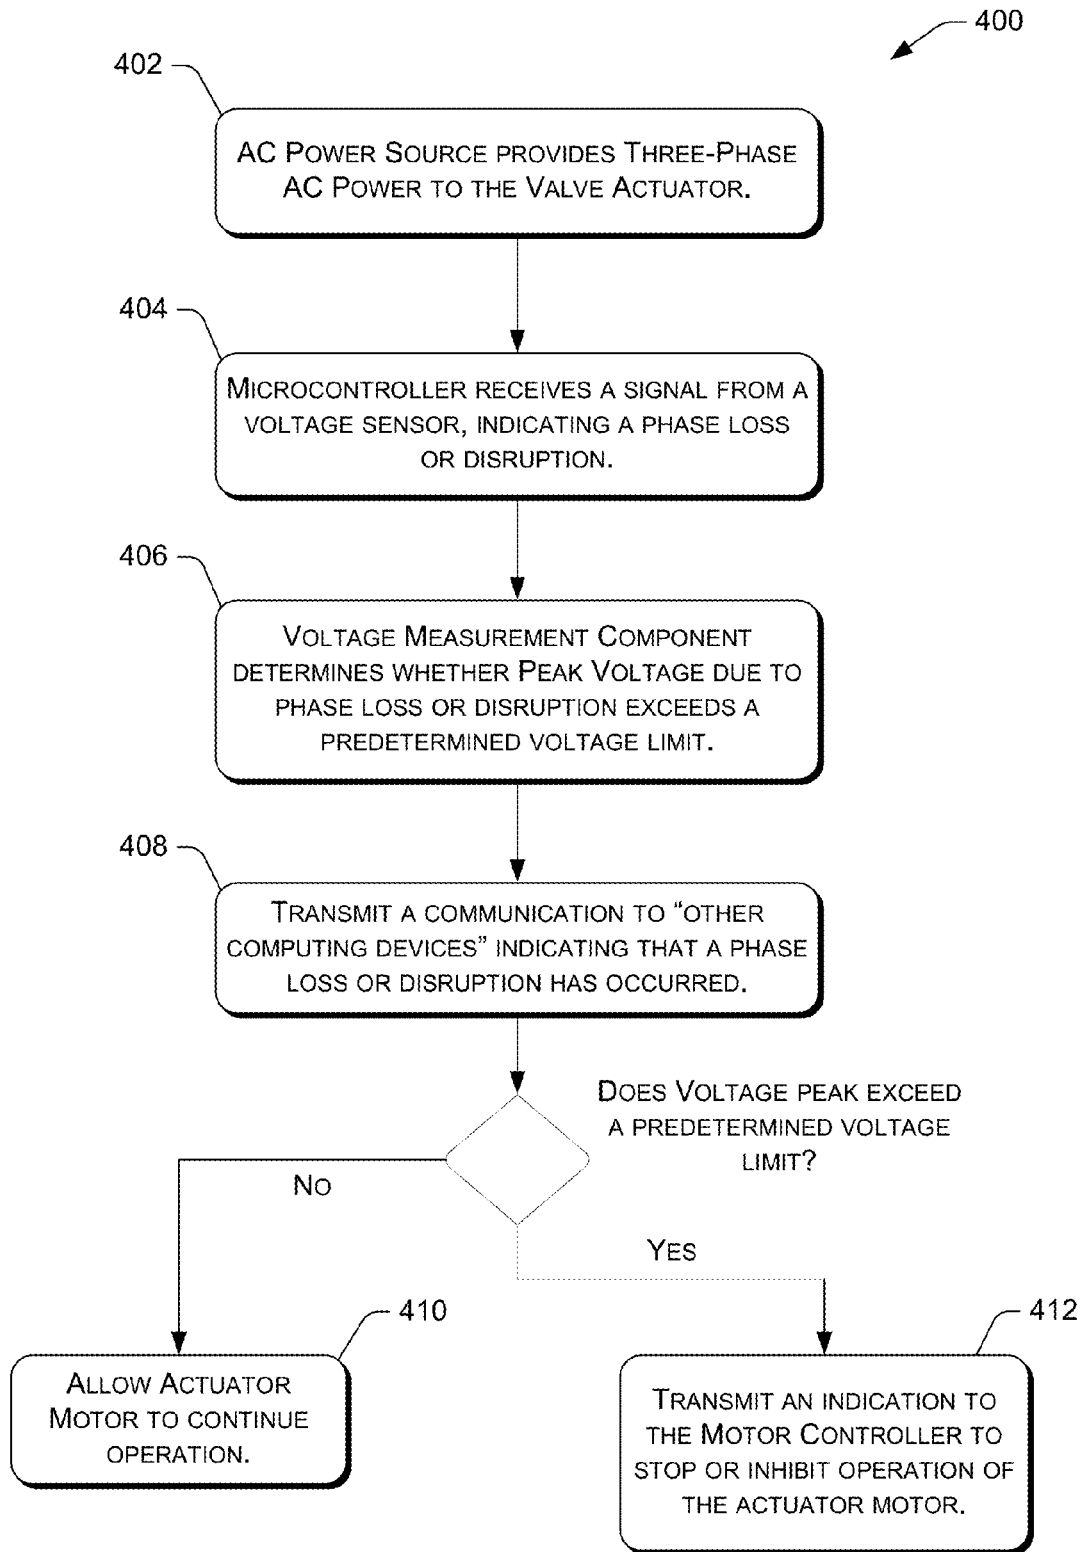 400
402
AC Power Source provides Three-Phase
AC Power to the Valve Actuator.
404
Microcontroller receives a signal from a
voltage sensor, indicating a phase loss
or disruption.
406
Voltage Measurement Component
determines whether Peak Voltage due to
phase loss or disruption exceeds a
predetermined voltage limit.
408
Transmit a communication to “other
computing devices” indicating that a phase
loss or disruption has occurred.
Does Voltage peak exceed
a predetermined voltage
limit?
No
Yes
410
Allow Actuator
Motor to continue
operation.
412
Transmit an indication to
the Motor Controller to
stop or inhibit operation of
the actuator motor.